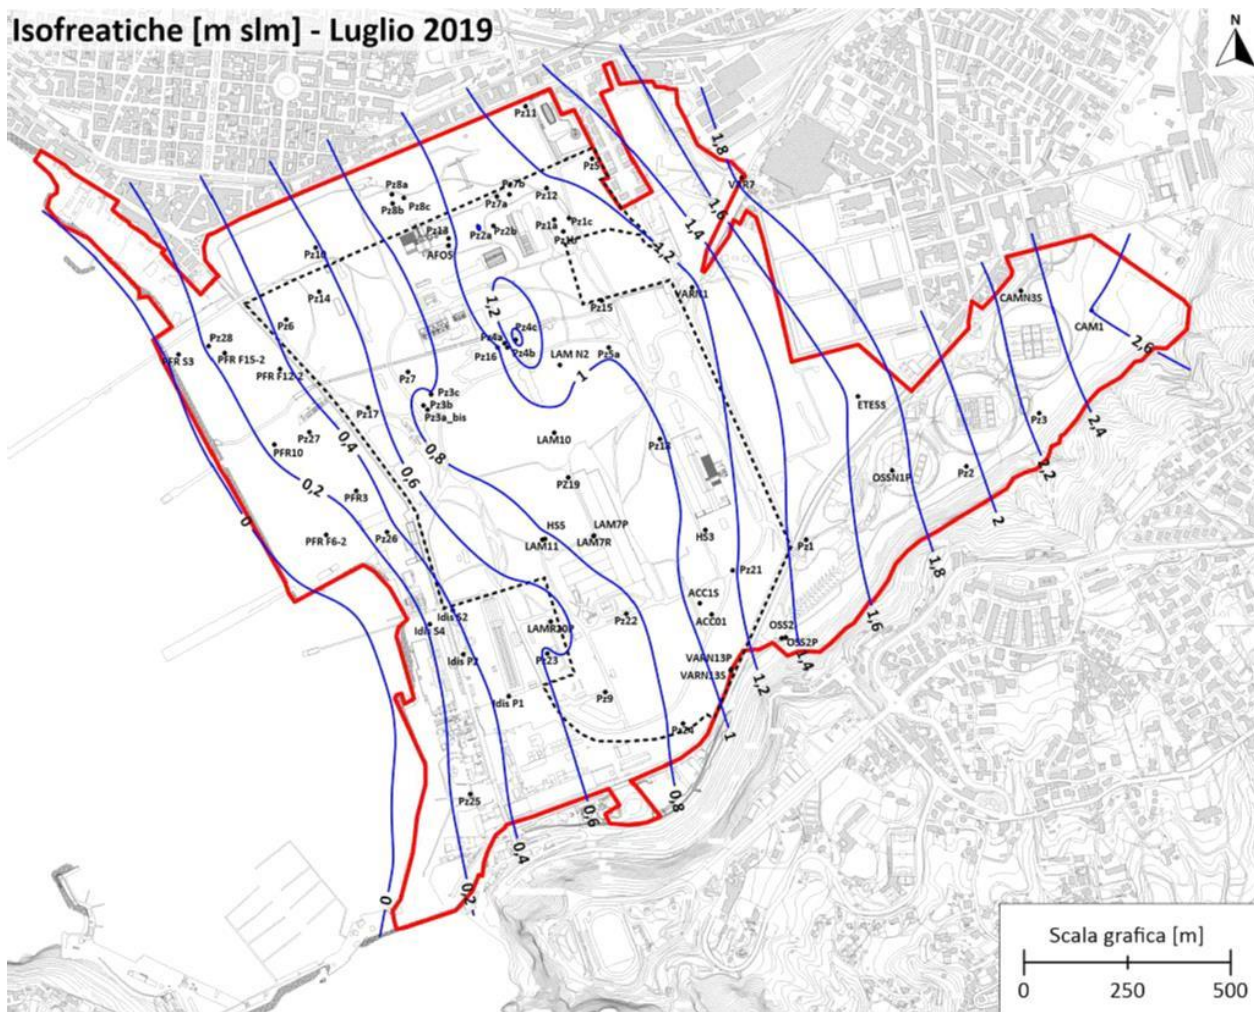 Isofreatiche [m slm] - Luglio 2019
N
Pz11
1,8
Pz5
VAR7
Pz8a
Pz7b
Pz12
Pz7a
Pz8c
Pz8b
1,6
Pz1a
Pz1c
1,4
Pz13
Pz2a
Pz2b
Pz1b
AFO5
1,2
Pz10
Pz14
VARN1
CAMN3S
1,2
Pz15
CAM1
Pz6
Pz4c
2,6
Pz28
Pz4a
Pz16
Pz4b
LAM N2
Pz5a
PFR S3
PFR F15-2
PFR F12-2
Pz7
1
Pz3c
Pz3b
Pz3a_bis
Pz17
ETE5S
Pz3
2,4
Pz27
PFR10
0,4
LAM10
Pz18
0,8
0,6
2,2
OSSN1P
Pz2
PZ19
0,2
PFR3
0
2
PFR F6-2
Pz26
HS5
LAM11
LAM7P
LAM7R
HS3
Pz1
1,8
Pz21
ACC1S
ACC01
Idis S2
Idis S4
LAMR20P
Pz22
1,6
OSS2
OSS2P
1,4
Idis P2
Pz23
VARN13P
VARN13S
1,2
Idis P1
Pz9
Pz24
1
Pz25
0,8
0,6
0,4
0,2
0
Scala grafica [m]
0 250 500